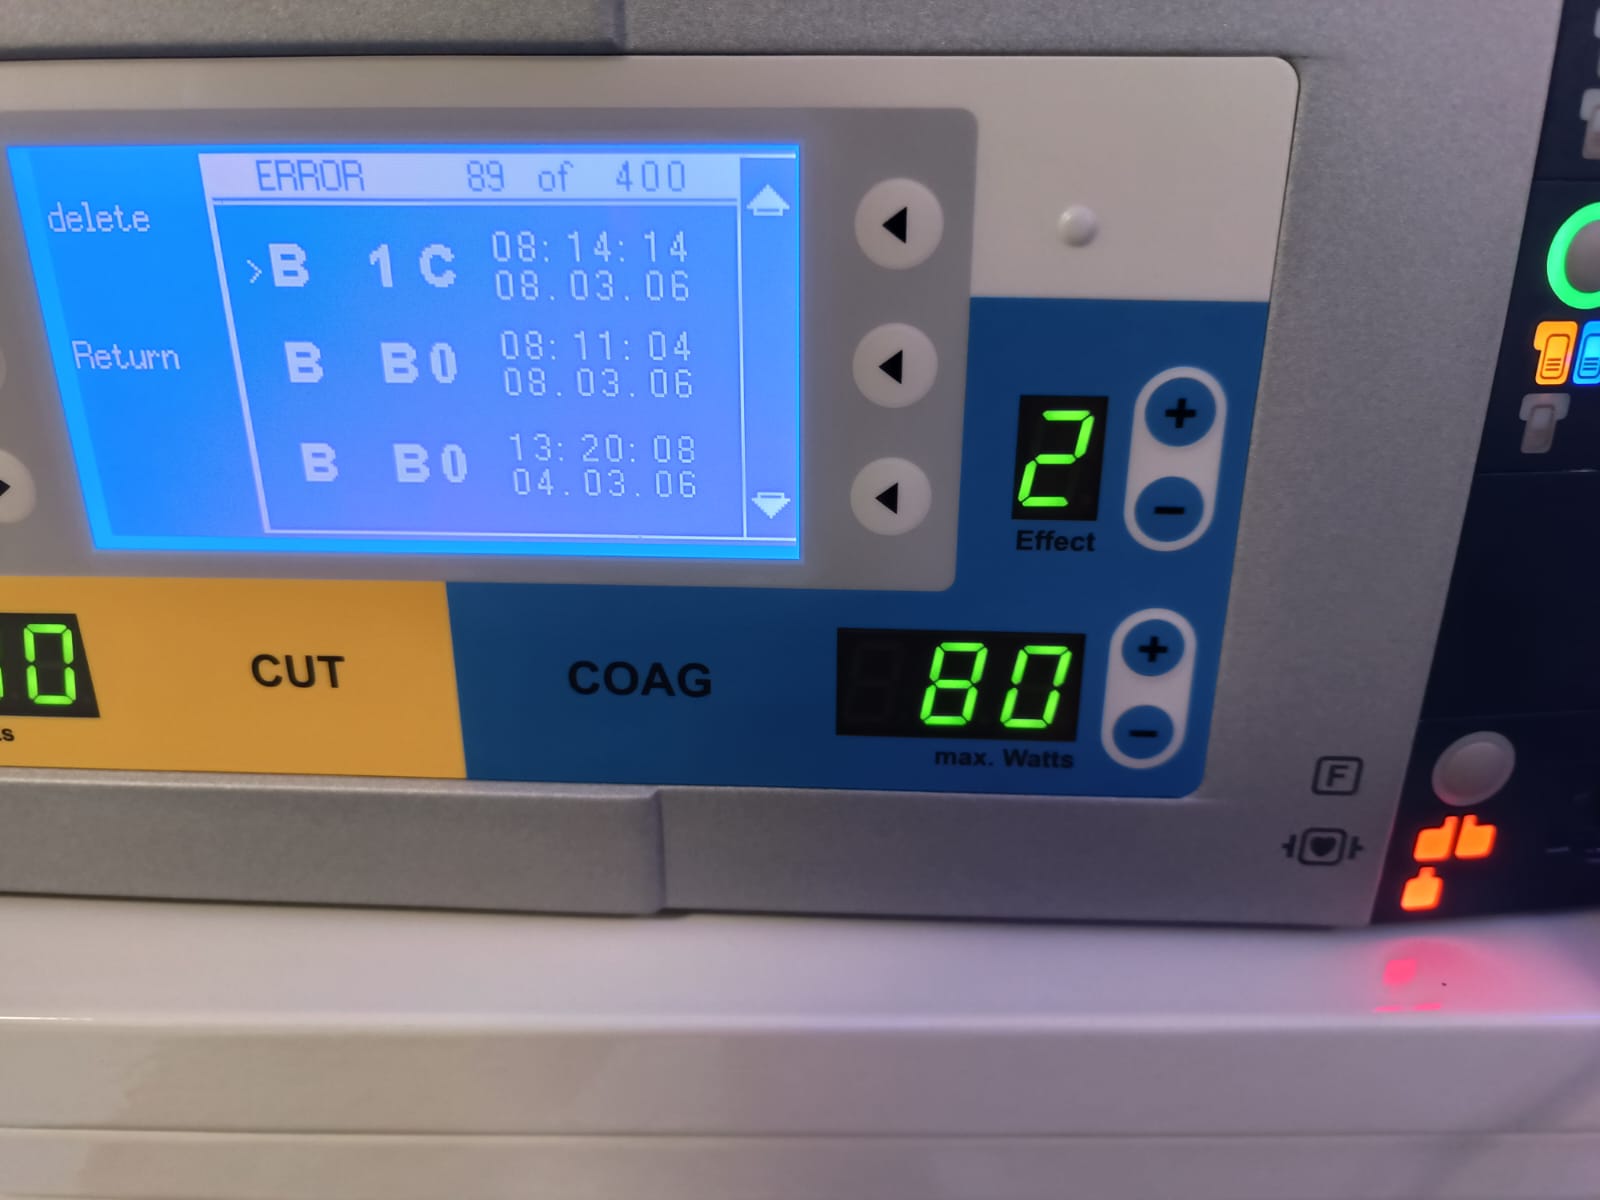 ERROR 89 of 400
delete
>B 1C 08:14:14
08.03.06
Return
B B0 08:11:04
08.03.06
B B0 13:20:08
04.03.06
2
+
-
Effect
0
CUT
COAG
80
+
-
max. Watts
F